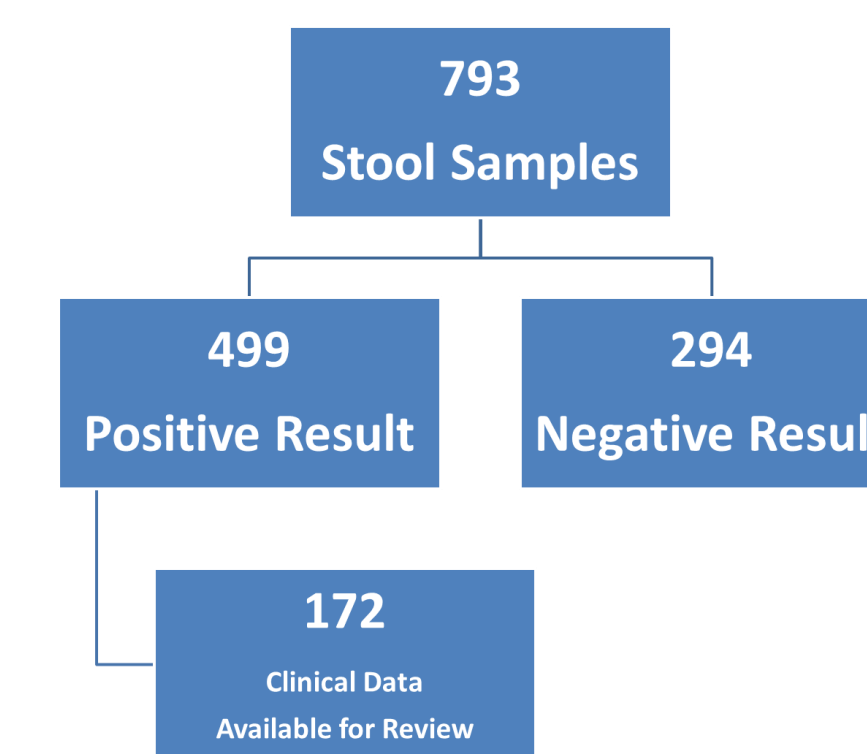 793
Stool Samples
499
Positive Result
294
Negative Resul
172
Clinical Data
Available for Review